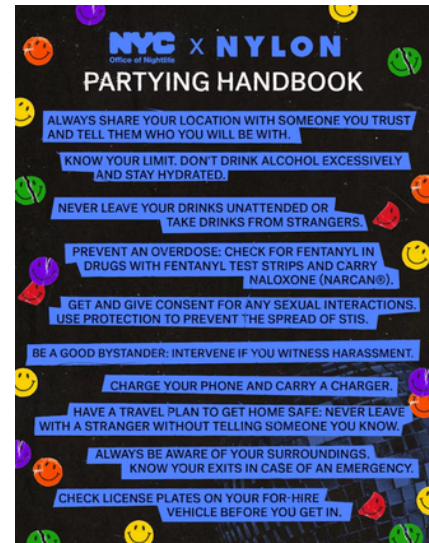 NYC x NYLON
Office of Nightlife
PARTYING HANDBOOK
ALWAYS SHARE YOUR LOCATION WITH SOMEONE YOU TRUST
AND TELL THEM WHO YOU WILL BE WITH.
KNOW YOUR LIMIT. DON'T DRINK ALCOHOL EXCESSIVELY
AND STAY HYDRATED.
NEVER LEAVE YOUR DRINKS UNATTENDED OR
TAKE DRINKS FROM STRANGERS.
PREVENT AN OVERDOSE: CHECK FOR FENTANYL IN
DRUGS WITH FENTANYL TEST STRIPS AND CARRY
NALOXONE (NARCAN®).
GET AND GIVE CONSENT FOR ANY SEXUAL INTERACTIONS.
USE PROTECTION TO PREVENT THE SPREAD OF STIS.
BE A GOOD BYSTANDER: INTERVENE IF YOU WITNESS HARASSMENT.
CHARGE YOUR PHONE AND CARRY A CHARGER.
HAVE A TRAVEL PLAN TO GET HOME SAFE: NEVER LEAVE
WITH A STRANGER WITHOUT TELLING SOMEONE YOU KNOW.
ALWAYS BE AWARE OF YOUR SURROUNDINGS.
KNOW YOUR EXITS IN CASE OF AN EMERGENCY.
CHECK LICENSE PLATES ON YOUR FOR-HIRE
VEHICLE BEFORE YOU GET IN.